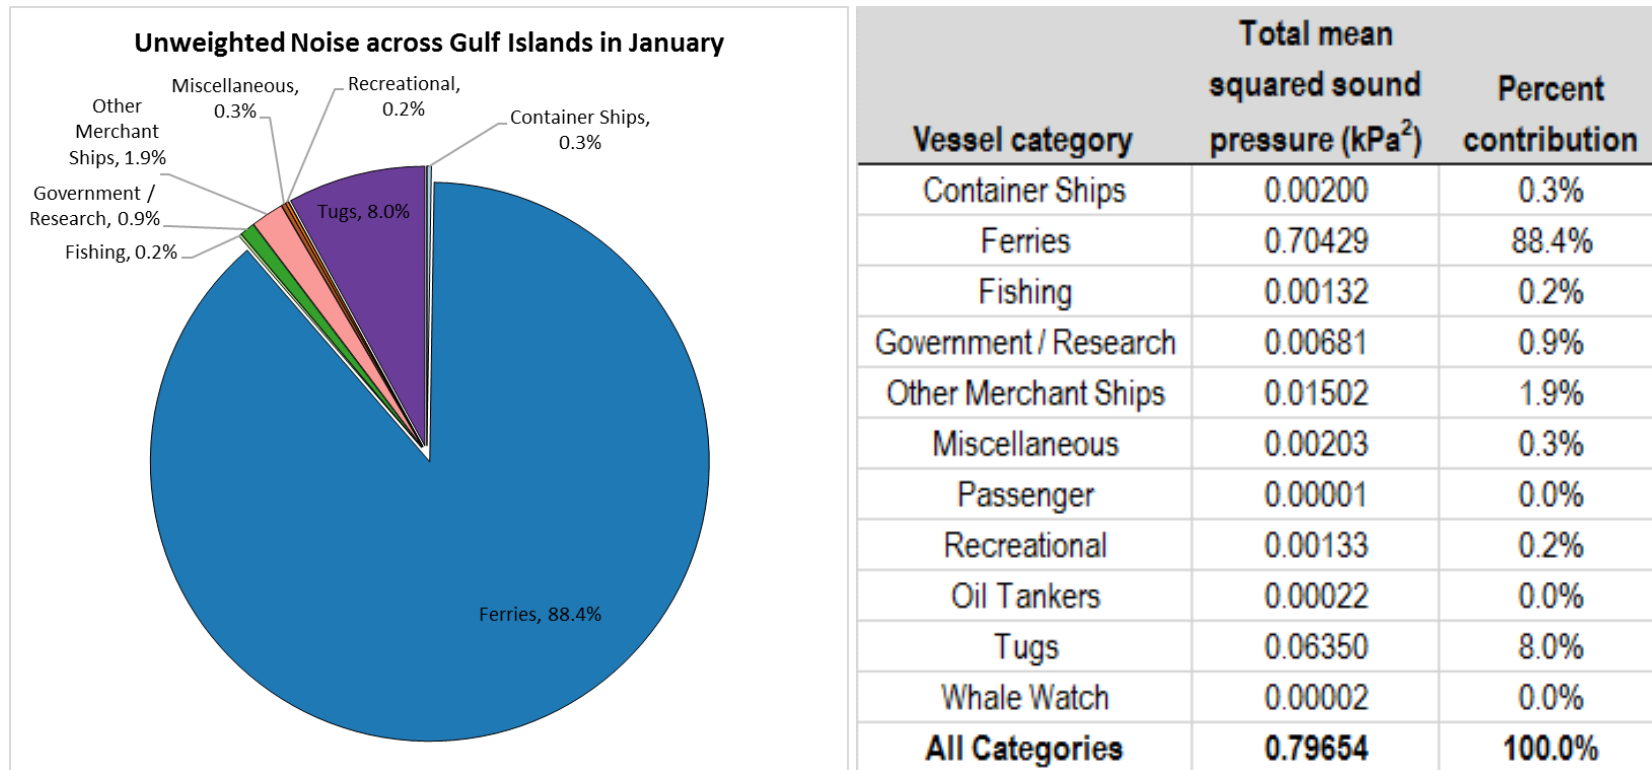 Unweighted Noise across Gulf Islands in January
Miscellaneous,
0.3%
Recreational,
0.2%
Other
Merchant
Ships, 1.9%
Container Ships,
0.3%
Government /
Research, 0.9%
Tugs, 8.0%
Fishing, 0.2%
Ferries, 88.4%
Total mean
squared sound
pressure (kPa²)
Percent
contribution
Vessel category
Container Ships 0.00200 0.3%
Ferries 0.70429 88.4%
Fishing 0.00132 0.2%
Government / Research 0.00681 0.9%
Other Merchant Ships 0.01502 1.9%
Miscellaneous 0.00203 0.3%
Passenger 0.00001 0.0%
Recreational 0.00133 0.2%
Oil Tankers 0.00022 0.0%
Tugs 0.06350 8.0%
Whale Watch 0.00002 0.0%
All Categories 0.79654 100.0%